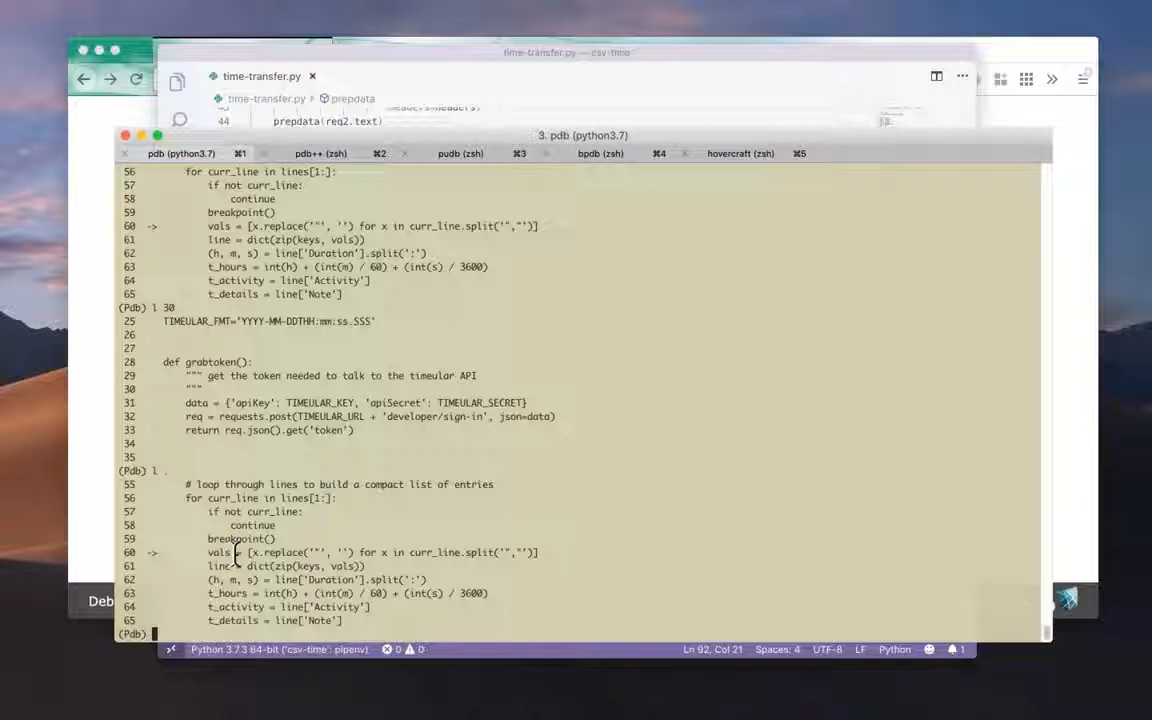 time-transfer.py — csv-time
time-transfer.py
time-transfer.py › prepdata
44 prepdata(req2.text)
3. pdb (python3.7)
pdb (python3.7) ⌘1 pdb++ (zsh) ⌘2 pudb (zsh) ⌘3 bpdb (zsh) ⌘4 hovercraft (zsh) ⌘5
56 for curr_line in lines[1:]:
57 if not curr_line:
58 continue
59 breakpoint()
60 -> vals = [x.replace('"', '') for x in curr_line.split('","')]
61 line = dict(zip(keys, vals))
62 (h, m, s) = line['Duration'].split(':')
63 t_hours = int(h) + (int(m) / 60) + (int(s) / 3600)
64 t_activity = line['Activity']
65 t_details = line['Note']
(Pdb) l 30
25 TIMEULAR_FMT='YYYY-MM-DDTHH:mm:ss.SSS'
26
27
28 def grabtoken():
29 """ get the token needed to talk to the timeular API
30 """
31 data = {'apiKey': TIMEULAR_KEY, 'apiSecret': TIMEULAR_SECRET}
32 req = requests.post(TIMEULAR_URL + 'developer/sign-in', json=data)
33 return req.json().get('token')
34
35
(Pdb) l .
55 # loop through lines to build a compact list of entries
56 for curr_line in lines[1:]:
57 if not curr_line:
58 continue
59 breakpoint()
60 -> vals = [x.replace('"', '') for x in curr_line.split('","')]
61 line = dict(zip(keys, vals))
62 (h, m, s) = line['Duration'].split(':')
63 t_hours = int(h) + (int(m) / 60) + (int(s) / 3600)
64 t_activity = line['Activity']
65 t_details = line['Note']
(Pdb)
Deb
Python 3.7.3 64-bit ('csv-time': pipenv) 0 0 Ln 92, Col 21 Spaces: 4 UTF-8 LF Python 1